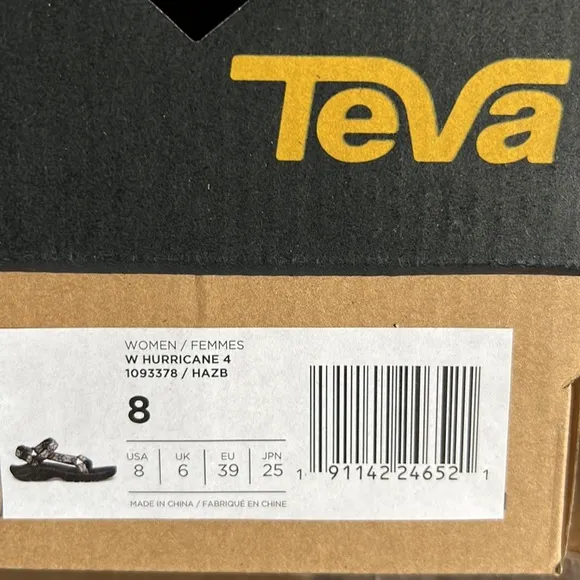 Teva
WOMEN / FEMMES
W HURRICANE 4
1093378 / HAZB
8
USA UK EU JPN
8 6 39 25
MADE IN CHINA / FABRIQUÉ EN CHINE
1 91142 24652 1